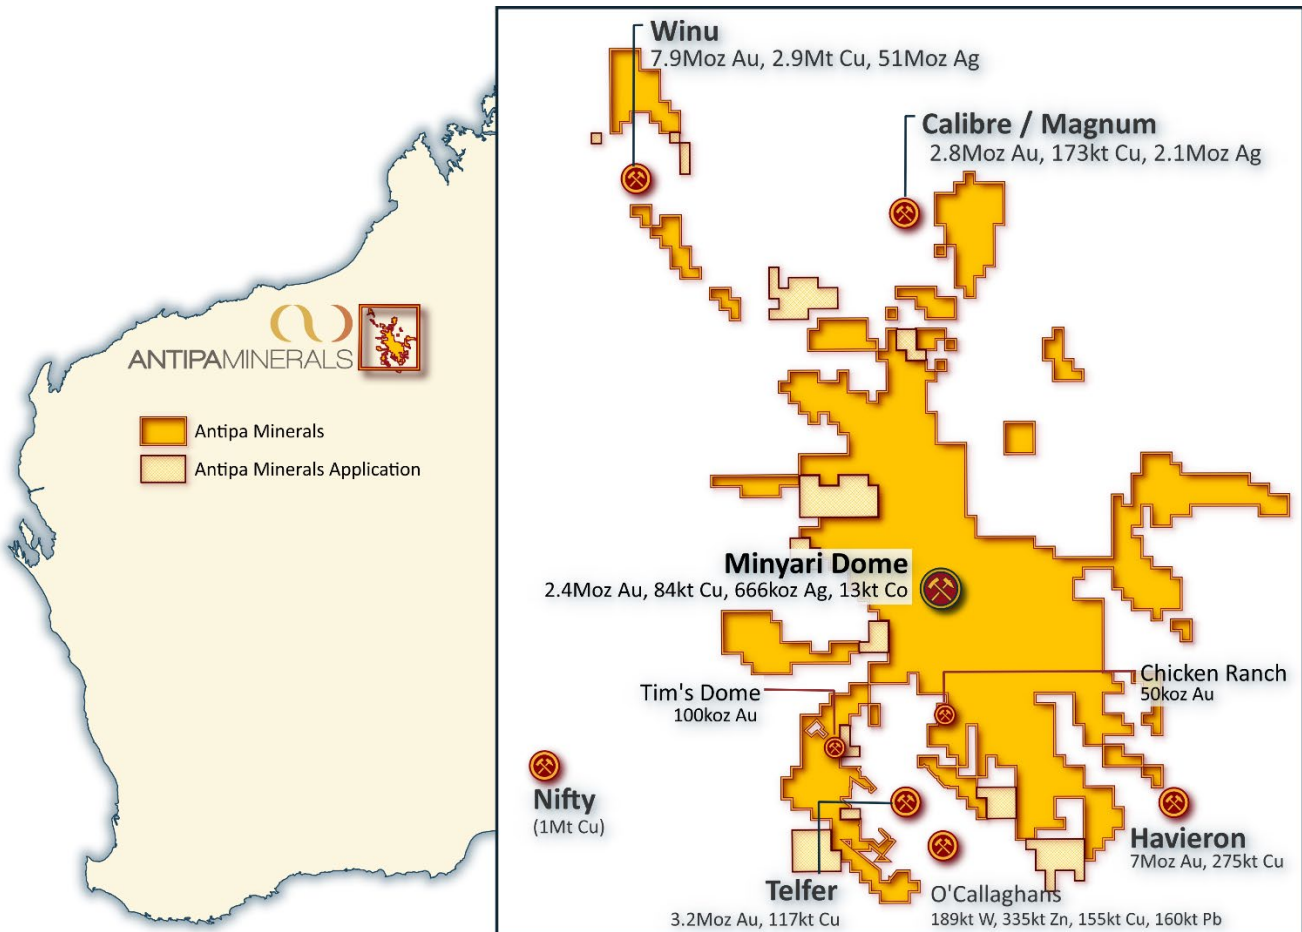 Winu
7.9Moz Au, 2.9Mt Cu, 51Moz Ag
Calibre / Magnum
2.8Moz Au, 173kt Cu, 2.1Moz Ag
ANTIPAMINERALS
Antipa Minerals
Antipa Minerals Application
Minyari Dome
2.4Moz Au, 84kt Cu, 666koz Ag, 13kt Co
Chicken Ranch
50koz Au
Tim's Dome
100koz Au
Nifty
(1Mt Cu)
Havieron
7Moz Au, 275kt Cu
Telfer
3.2Moz Au, 117kt Cu
O'Callaghans
189kt W, 335kt Zn, 155kt Cu, 160kt Pb